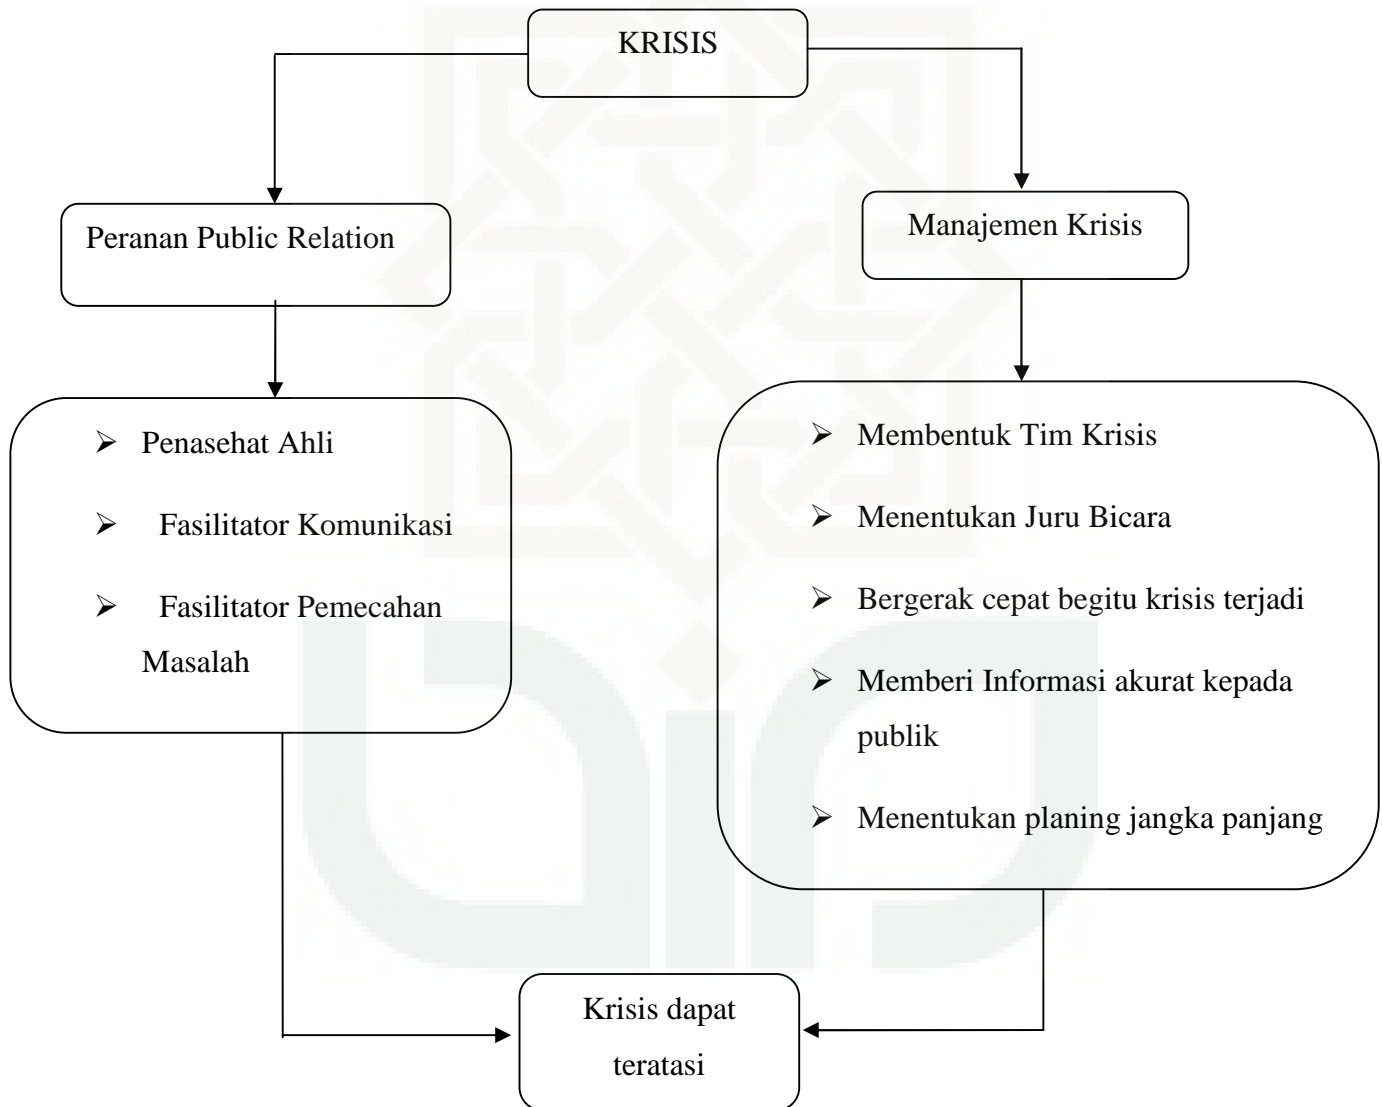 KRISIS
Peranan Public Relation
Manajemen Krisis
➢ Penasehat Ahli
➢ Fasilitator Komunikasi
➢ Fasilitator Pemecahan
Masalah
➢ Membentuk Tim Krisis
➢ Menentukan Juru Bicara
➢ Bergerak cepat begitu krisis terjadi
➢ Memberi Informasi akurat kepada
publik
➢ Menentukan planing jangka panjang
Krisis dapat
teratasi